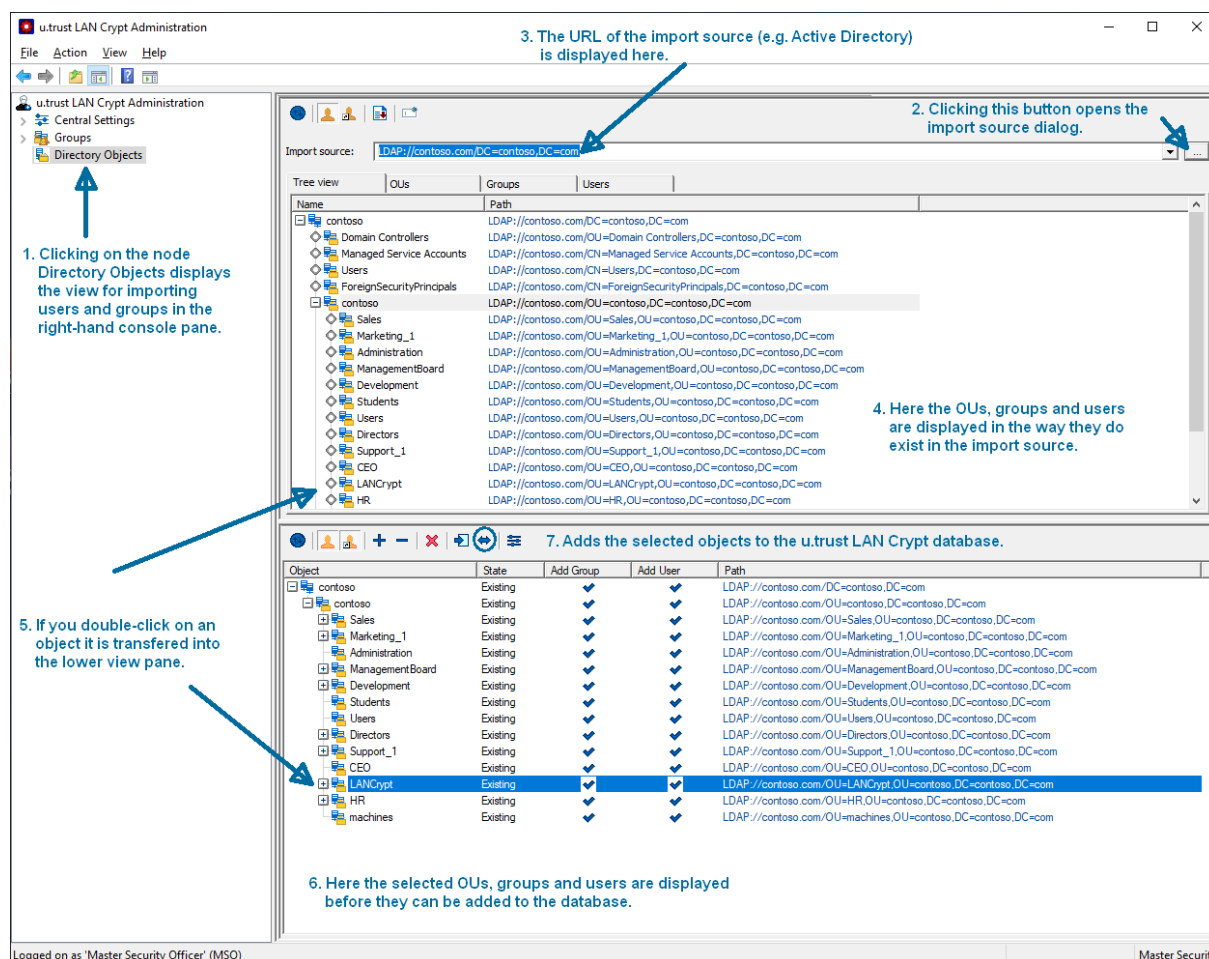 u.trust LAN Crypt Administration
File Action View Help
3. The URL of the import source (e.g. Active Directory)
is displayed here.
u.trust LAN Crypt Administration
Central Settings
Groups
Directory Objects
1. Clicking on the node
Directory Objects displays
the view for importing
users and groups in the
right-hand console pane.
2. Clicking this button opens the
import source dialog.
Import source: LDAP://contoso.com/DC=contoso,DC=com ...
Tree view OUs Groups Users
Name Path
contoso LDAP://contoso.com/DC=contoso,DC=com
Domain Controllers LDAP://contoso.com/OU=Domain Controllers,DC=contoso,DC=com
Managed Service Accounts LDAP://contoso.com/CN=Managed Service Accounts,DC=contoso,DC=com
Users LDAP://contoso.com/CN=Users,DC=contoso,DC=com
ForeignSecurityPrincipals LDAP://contoso.com/CN=ForeignSecurityPrincipals,DC=contoso,DC=com
contoso LDAP://contoso.com/OU=contoso,DC=contoso,DC=com
Sales LDAP://contoso.com/OU=Sales,OU=contoso,DC=contoso,DC=com
Marketing_1 LDAP://contoso.com/OU=Marketing_1,OU=contoso,DC=contoso,DC=com
Administration LDAP://contoso.com/OU=Administration,OU=contoso,DC=contoso,DC=com
ManagementBoard LDAP://contoso.com/OU=ManagementBoard,OU=contoso,DC=contoso,DC=com
Development LDAP://contoso.com/OU=Development,OU=contoso,DC=contoso,DC=com
Students LDAP://contoso.com/OU=Students,OU=contoso,DC=contoso,DC=com
Users LDAP://contoso.com/OU=Users,OU=contoso,DC=contoso,DC=com
Directors LDAP://contoso.com/OU=Directors,OU=contoso,DC=contoso,DC=com
Support_1 LDAP://contoso.com/OU=Support_1,OU=contoso,DC=contoso,DC=com
CEO LDAP://contoso.com/OU=CEO,OU=contoso,DC=contoso,DC=com
LANCrypt LDAP://contoso.com/OU=LANCrypt,OU=contoso,DC=contoso,DC=com
HR LDAP://contoso.com/OU=HR,OU=contoso,DC=contoso,DC=com
4. Here the OUs, groups and users
are displayed in the way they do
exist in the import source.
7. Adds the selected objects to the u.trust LAN Crypt database.
5. If you double-click on an
object it is transfered into
the lower view pane.
Object State Add Group Add User Path
contoso Existing LDAP://contoso.com/DC=contoso,DC=com
contoso Existing LDAP://contoso.com/OU=contoso,DC=contoso,DC=com
Sales Existing LDAP://contoso.com/OU=Sales,OU=contoso,DC=contoso,DC=com
Marketing_1 Existing LDAP://contoso.com/OU=Marketing_1,OU=contoso,DC=contoso,DC=com
Administration Existing LDAP://contoso.com/OU=Administration,OU=contoso,DC=contoso,DC=com
ManagementBoard Existing LDAP://contoso.com/OU=ManagementBoard,OU=contoso,DC=contoso,DC=com
Development Existing LDAP://contoso.com/OU=Development,OU=contoso,DC=contoso,DC=com
Students Existing LDAP://contoso.com/OU=Students,OU=contoso,DC=contoso,DC=com
Users Existing LDAP://contoso.com/OU=Users,OU=contoso,DC=contoso,DC=com
Directors Existing LDAP://contoso.com/OU=Directors,OU=contoso,DC=contoso,DC=com
Support_1 Existing LDAP://contoso.com/OU=Support_1,OU=contoso,DC=contoso,DC=com
CEO Existing LDAP://contoso.com/OU=CEO,OU=contoso,DC=contoso,DC=com
LANCrypt Existing LDAP://contoso.com/OU=LANCrypt,OU=contoso,DC=contoso,DC=com
HR Existing LDAP://contoso.com/OU=HR,OU=contoso,DC=contoso,DC=com
machines Existing LDAP://contoso.com/OU=machines,OU=contoso,DC=contoso,DC=com
6. Here the selected OUs, groups and users are displayed
before they can be added to the database.
Logged on as 'Master Security Officer' (MSO) Master Securit